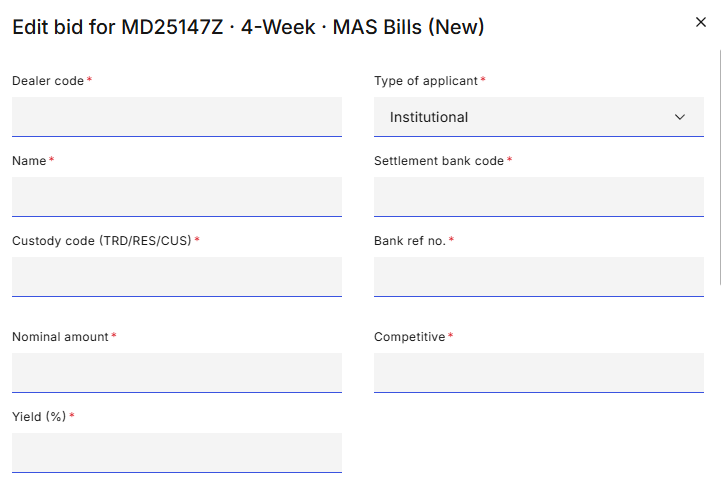 Edit bid for MD25147Z · 4-Week · MAS Bills (New)
Dealer code *
Type of applicant *
Institutional
Name *
Settlement bank code *
Custody code (TRD/RES/CUS) *
Bank ref no. *
Nominal amount *
Competitive *
Yield (%) *